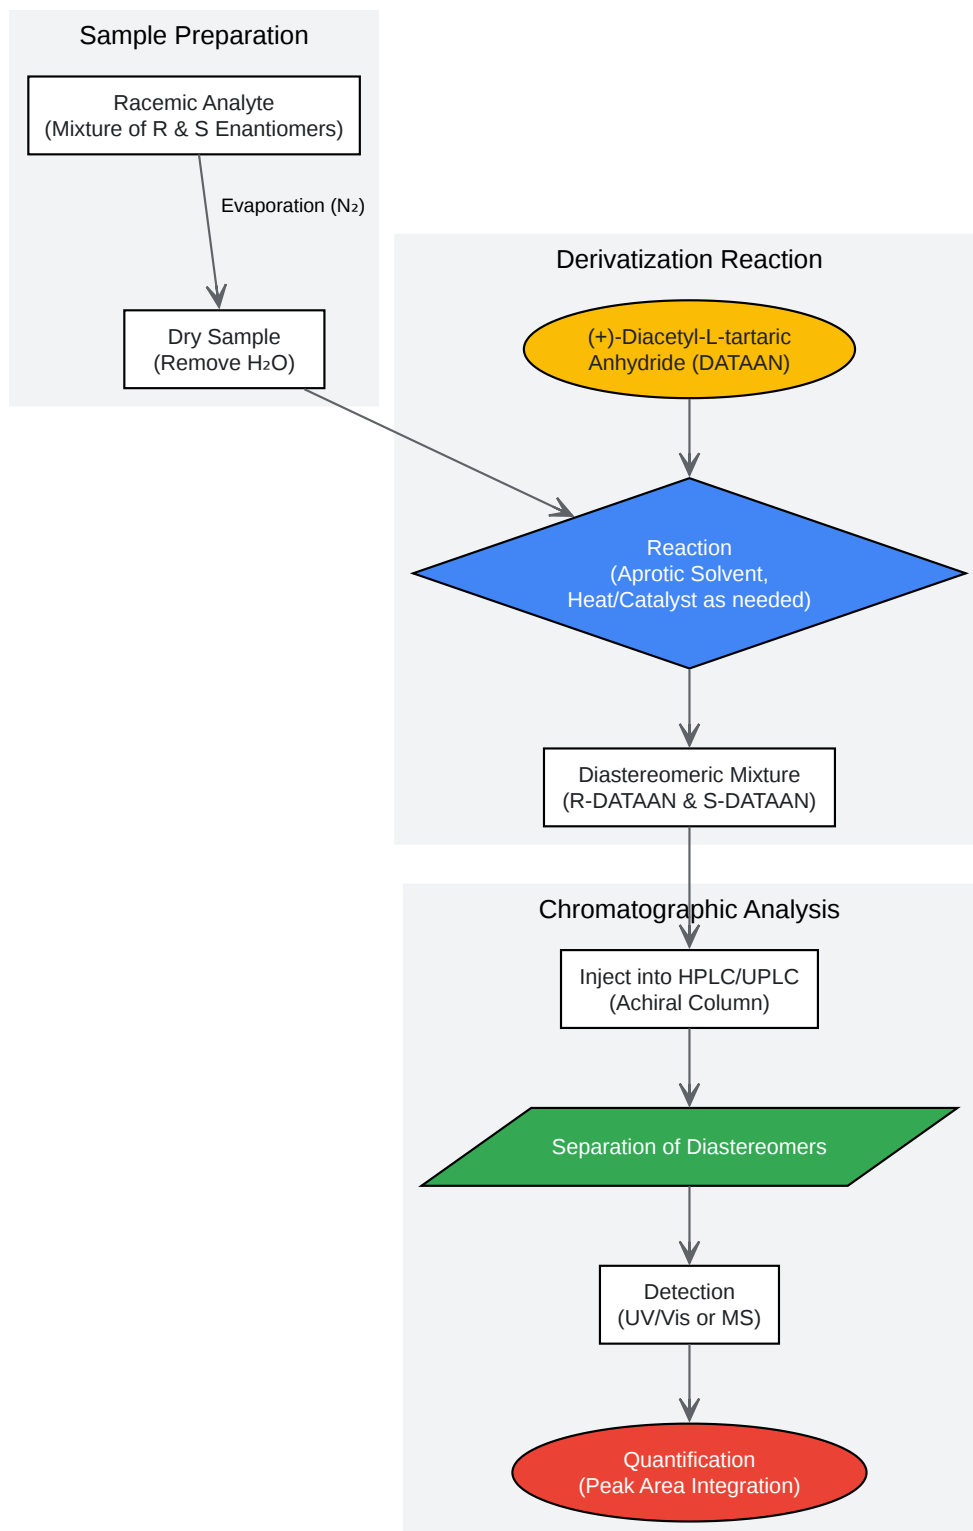 Sample Preparation
Racemic Analyte
(Mixture of R & S Enantiomers)
Evaporation (N₂)
Dry Sample
(Remove H₂O)
Derivatization Reaction
(+)-Diacetyl-L-tartaric
Anhydride (DATAAN)
Reaction
(Aprotic Solvent,
Heat/Catalyst as needed)
Diastereomeric Mixture
(R-DATAAN & S-DATAAN)
Chromatographic Analysis
Inject into HPLC/UPLC
(Achiral Column)
Separation of Diastereomers
Detection
(UV/Vis or MS)
Quantification
(Peak Area Integration)